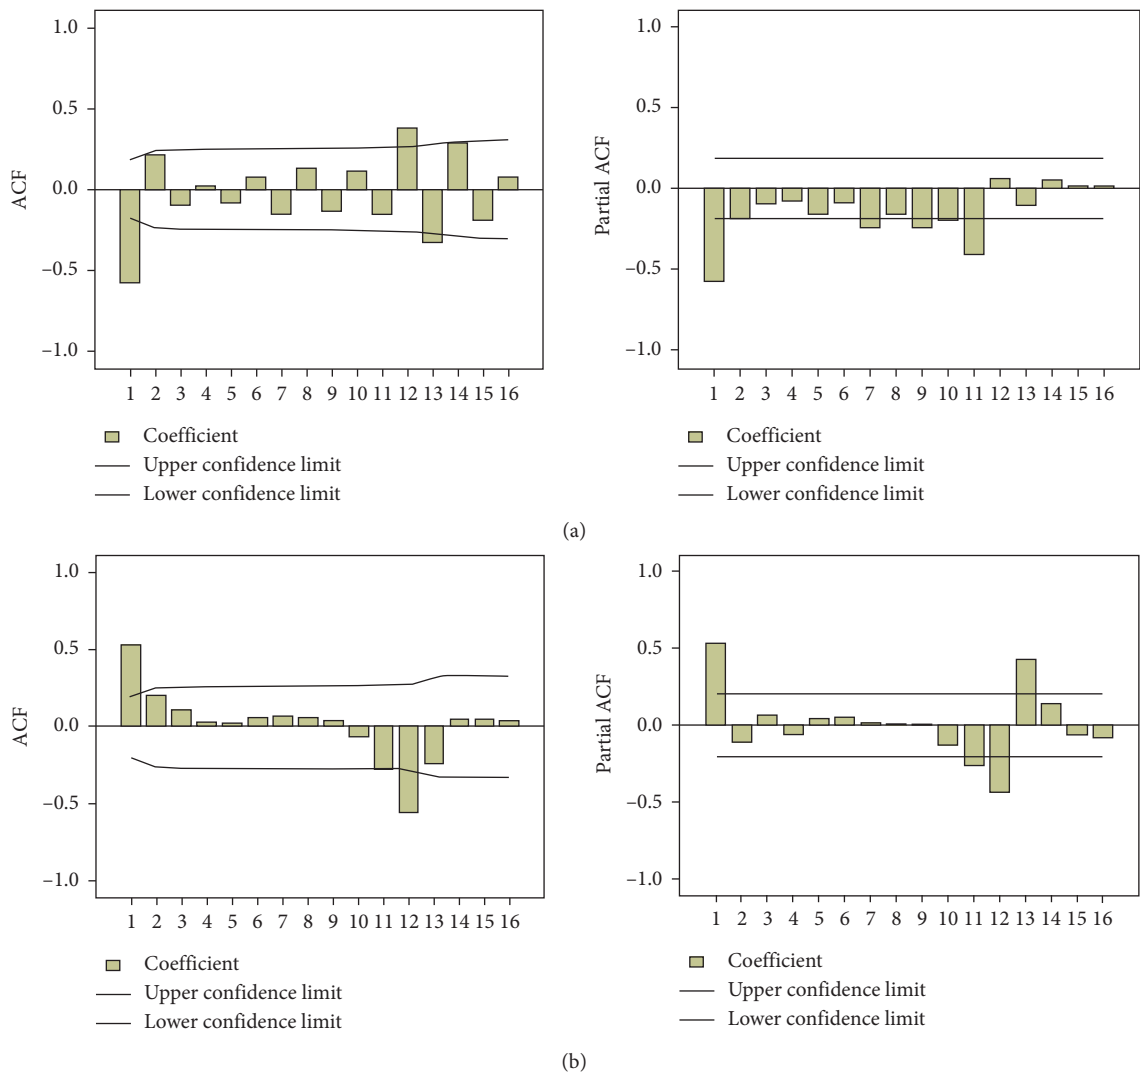 1.0
0.5
0.0
–0.5
–1.0
ACF
1 2 3 4 5 6 7 8 9 10 11 12 13 14 15 16
Coefficient
Upper confidence limit
Lower confidence limit
1.0
0.5
0.0
–0.5
–1.0
Partial ACF
1 2 3 4 5 6 7 8 9 10 11 12 13 14 15 16
Coefficient
Upper confidence limit
Lower confidence limit
(a)
1.0
0.5
0.0
–0.5
–1.0
ACF
1 2 3 4 5 6 7 8 9 10 11 12 13 14 15 16
Coefficient
Upper confidence limit
Lower confidence limit
1.0
0.5
0.0
–0.5
–1.0
Partial ACF
1 2 3 4 5 6 7 8 9 10 11 12 13 14 15 16
Coefficient
Upper confidence limit
Lower confidence limit
(b)